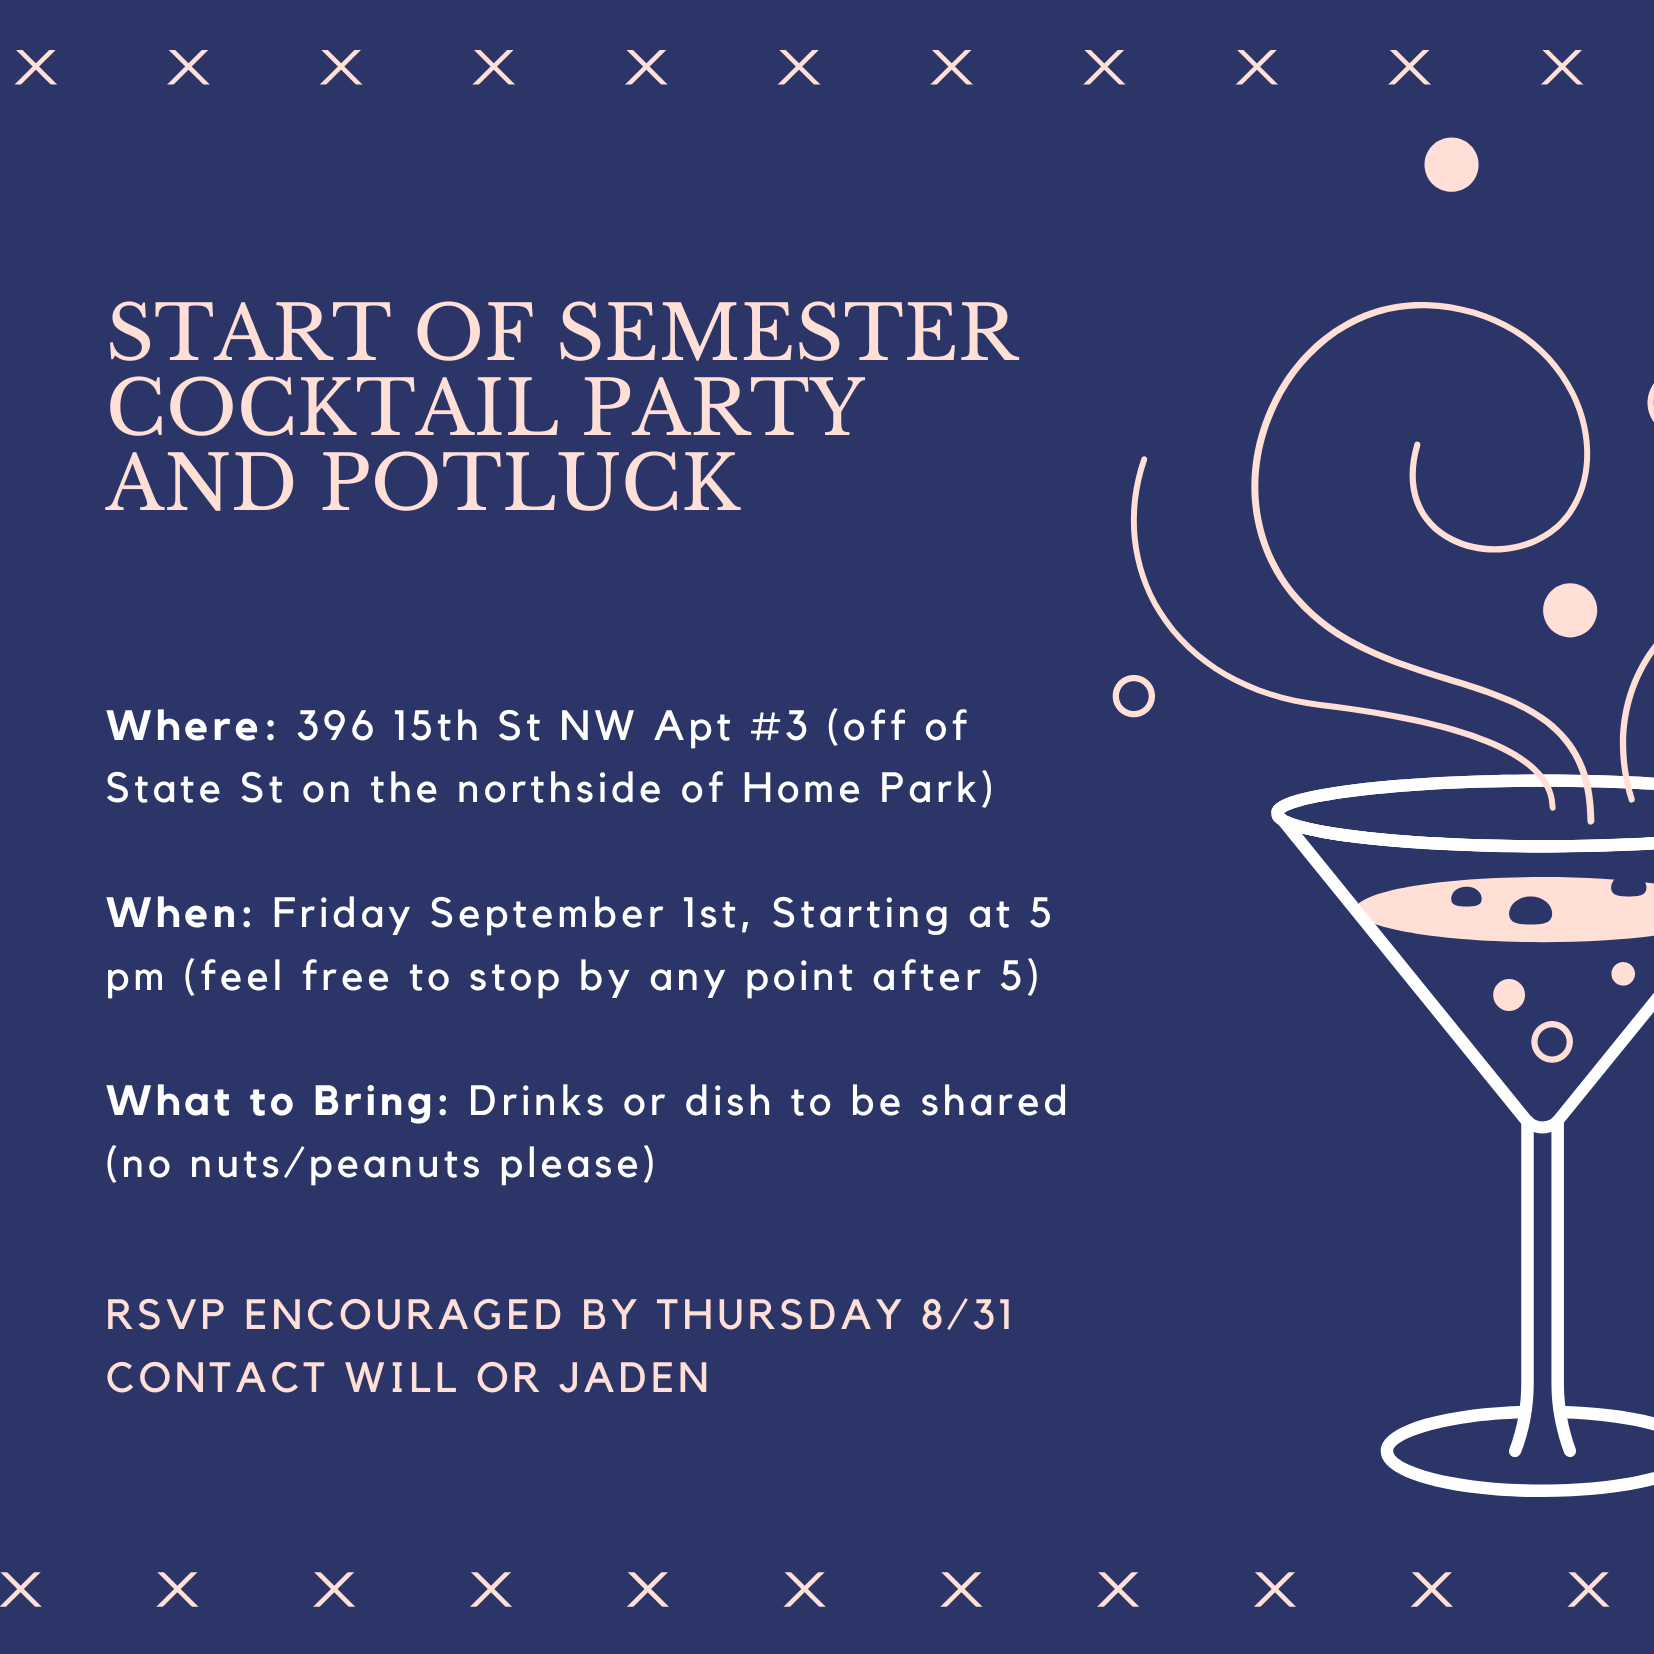 START OF SEMESTER
COCKTAIL PARTY
AND POTLUCK
Where: 396 15th St NW Apt #3 (off of
State St on the northside of Home Park)
When: Friday September 1st, Starting at 5
pm (feel free to stop by any point after 5)
What to Bring: Drinks or dish to be shared
(no nuts/peanuts please)
RSVP ENCOURAGED BY THURSDAY 8/31
CONTACT WILL OR JADEN